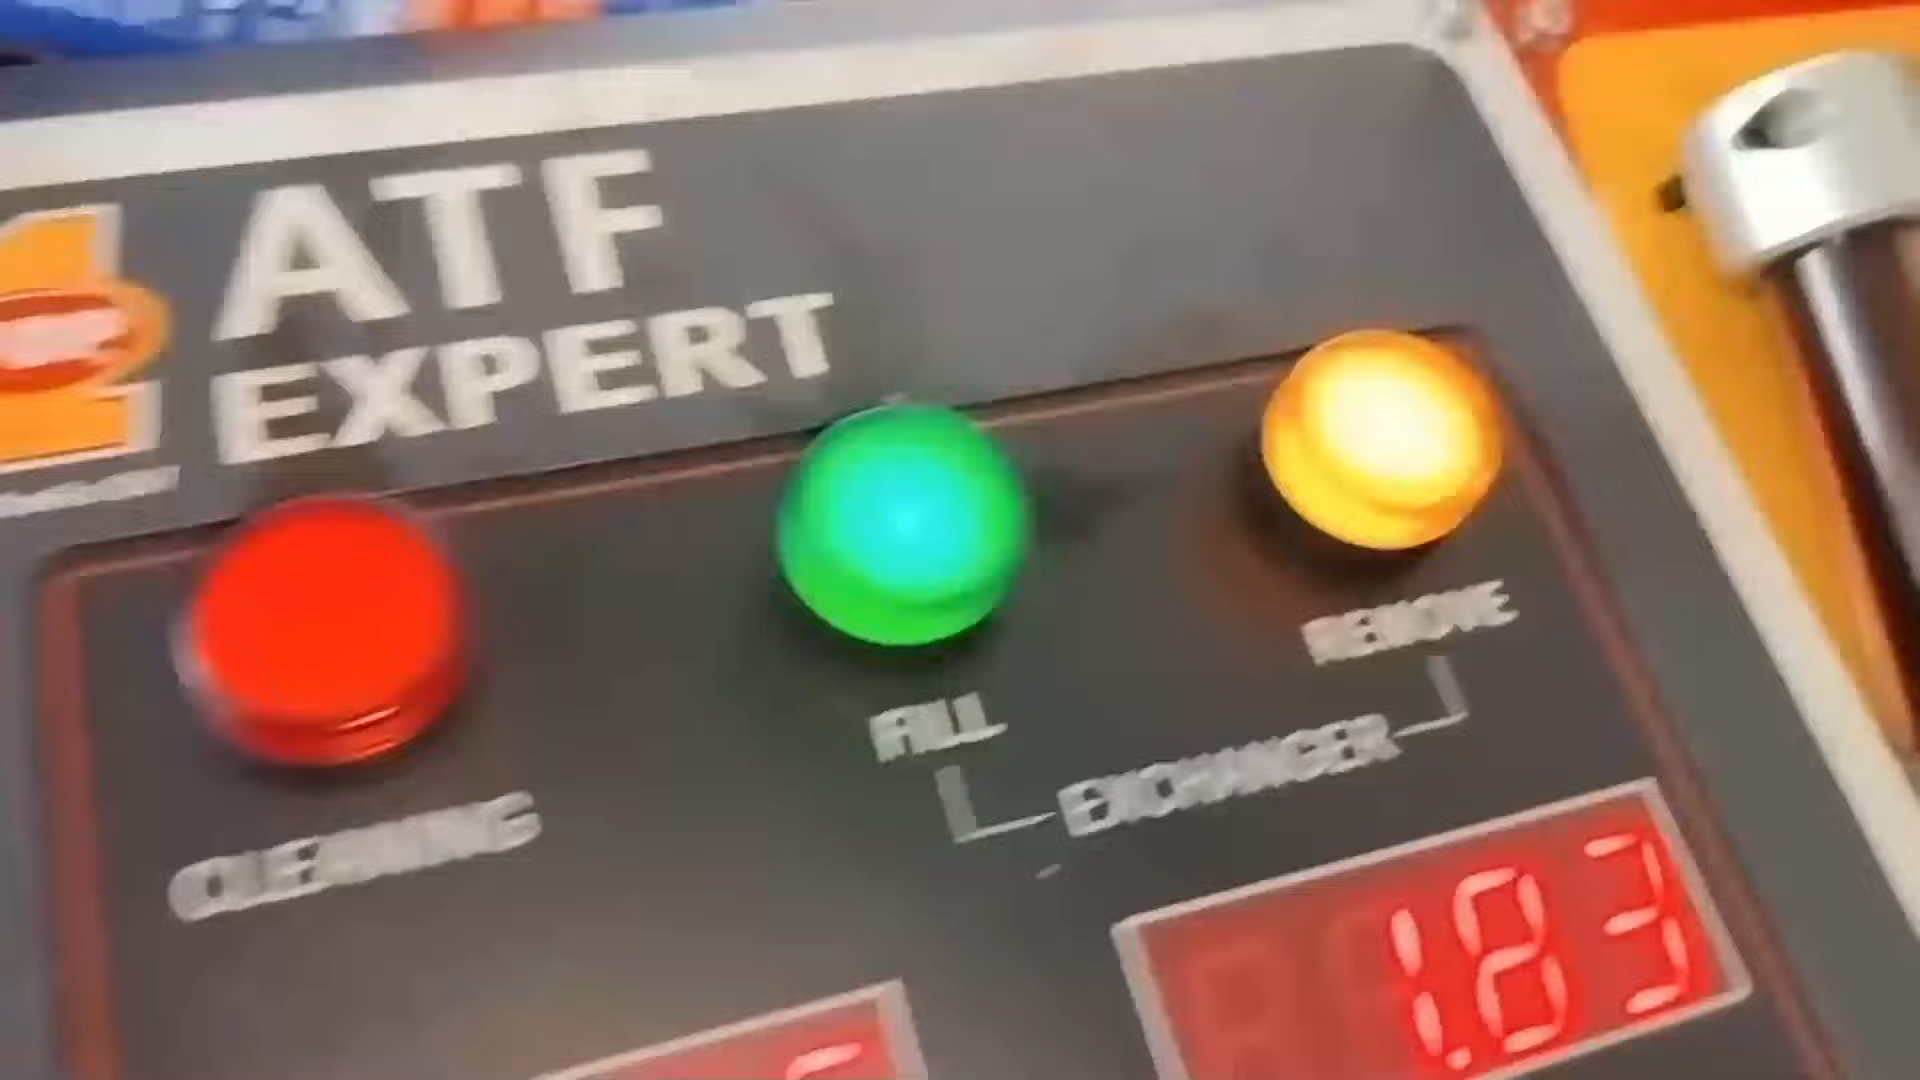 ATF
EXPERT
REMOVE
FILL
EXCHANGER
CLEANING
1.83